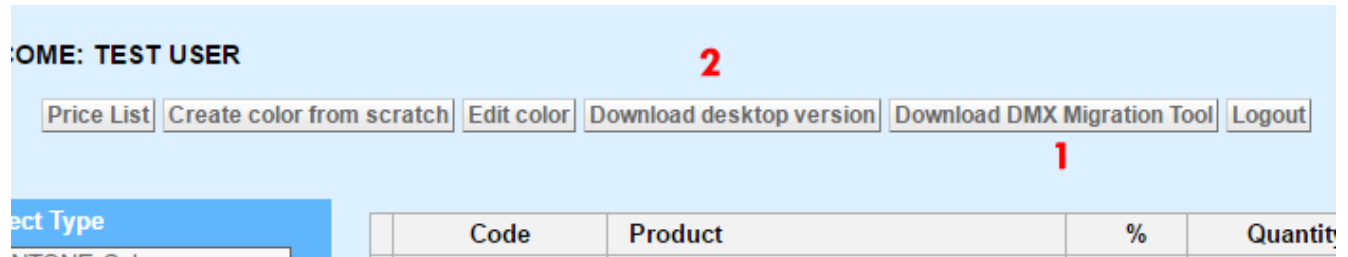 COME: TEST USER
2
Price List Create color from scratch Edit color Download desktop version Download DMX Migration Tool Logout
1
ect Type
Code Product % Quantity